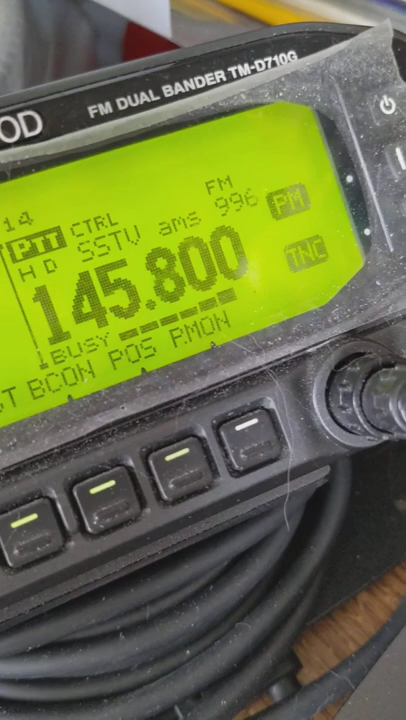 OD
FM DUAL BANDER TM-D710G
14
PTT CTRL FM
H D SSTV ams 996 PM
145.800 TNC
BUSY
ST BCON POS P.MON